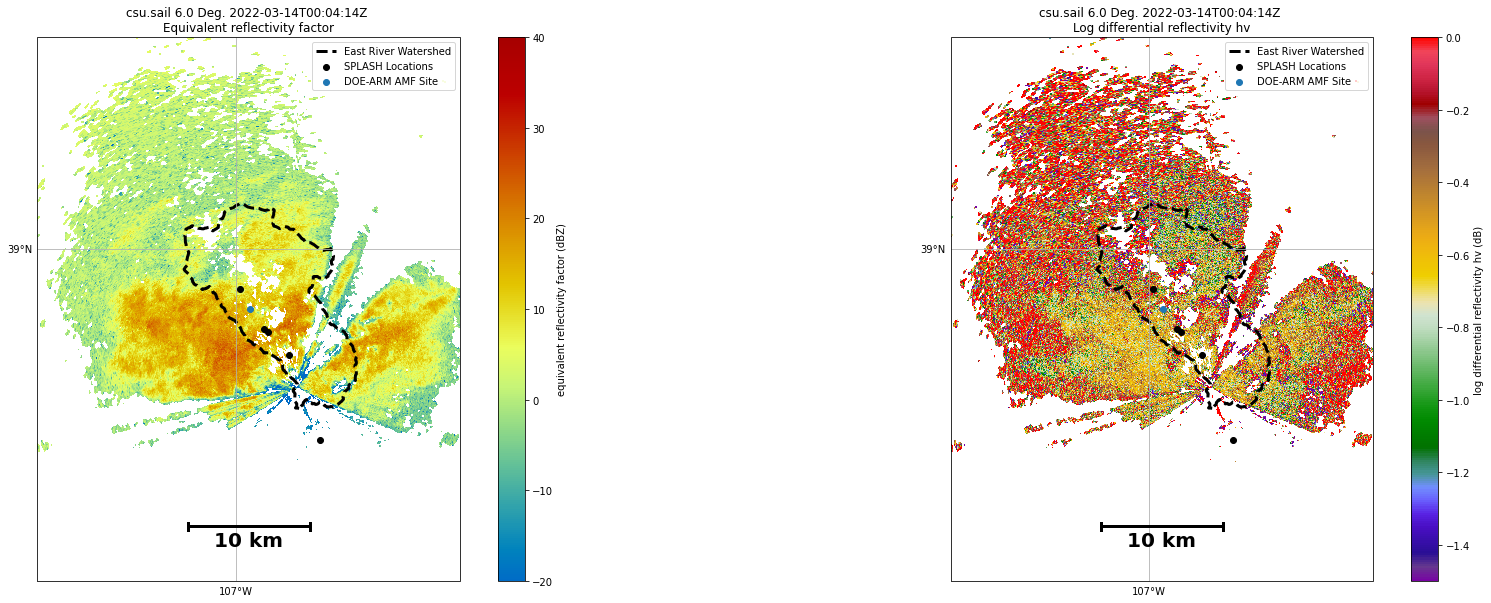 csu.sail 6.0 Deg. 2022-03-14T00:04:14Z
Equivalent reflectivity factor
East River Watershed
SPLASH Locations
DOE-ARM AMF Site
39°N
107°W
10 km
40
30
20
10
0
−10
−20
equivalent reflectivity factor (dBZ)
csu.sail 6.0 Deg. 2022-03-14T00:04:14Z
Log differential reflectivity hv
East River Watershed
SPLASH Locations
DOE-ARM AMF Site
39°N
107°W
10 km
0.0
−0.2
−0.4
−0.6
−0.8
−1.0
−1.2
−1.4
log differential reflectivity hv (dB)